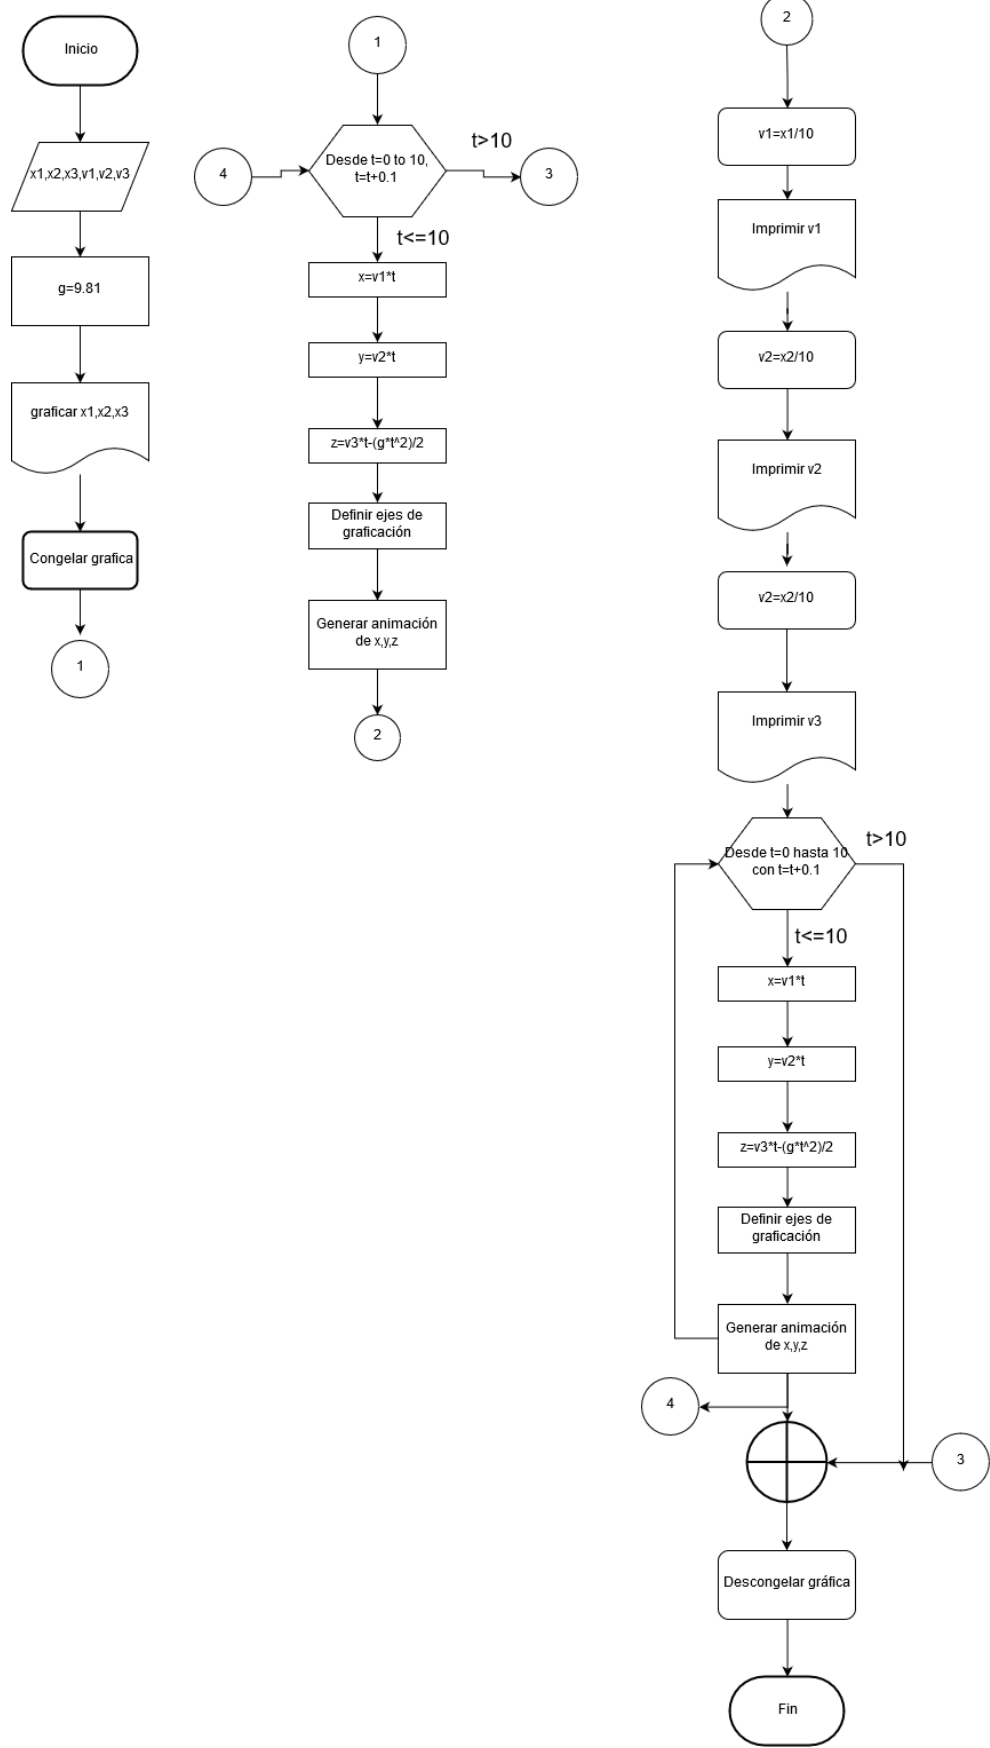 Inicio
x1,x2,x3,v1,v2,v3
g=9.81
graficar x1,x2,x3
Congelar grafica
1
1
4
Desde t=0 to 10,
t=t+0.1
t>10
3
t<=10
x=v1*t
y=v2*t
z=v3*t-(g*t^2)/2
Definir ejes de
graficación
Generar animación
de x,y,z
2
2
v1=x1/10
Imprimir v1
v2=x2/10
Imprimir v2
v2=x2/10
Imprimir v3
Desde t=0 hasta 10
con t=t+0.1
t>10
t<=10
x=v1*t
y=v2*t
z=v3*t-(g*t^2)/2
Definir ejes de
graficación
Generar animación
de x,y,z
4
3
Descongelar gráfica
Fin